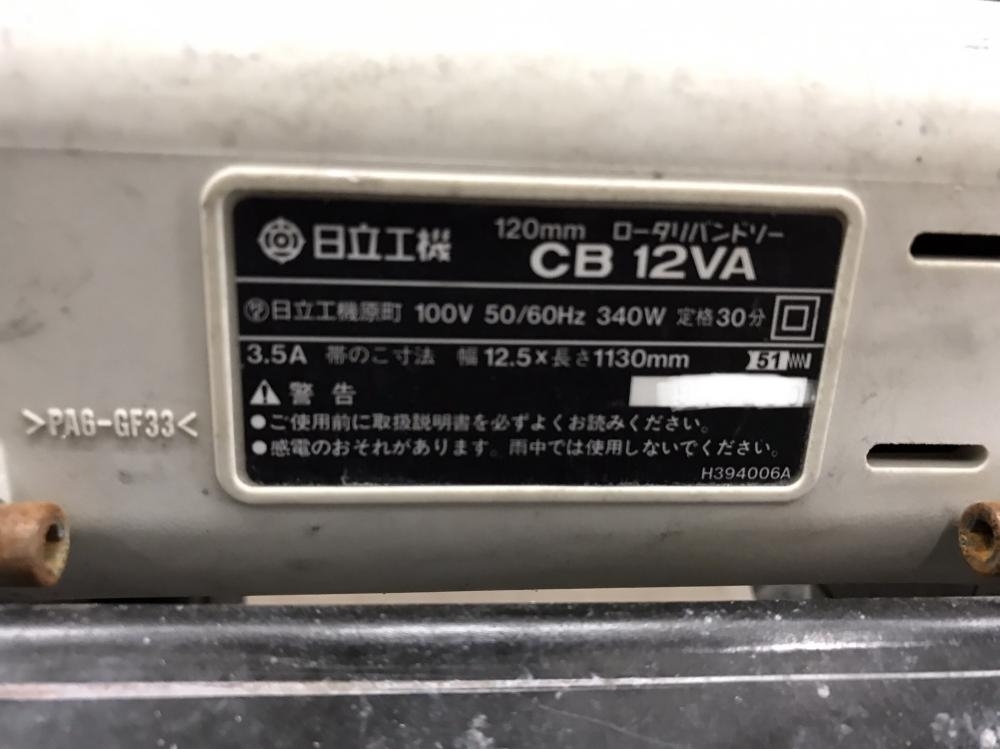 日立工機 120mm ロータリバンドソー
CB 12VA
日立工機原町 100V 50/60Hz 340W 定格30分
3.5A 帯のこ寸法 幅12.5×長さ1130mm 51
警告
●ご使用前に取扱説明書を必ずよくお読みください。
●感電のおそれがあります。雨中では使用しないでください。
H394006A
>PA6-GF33<